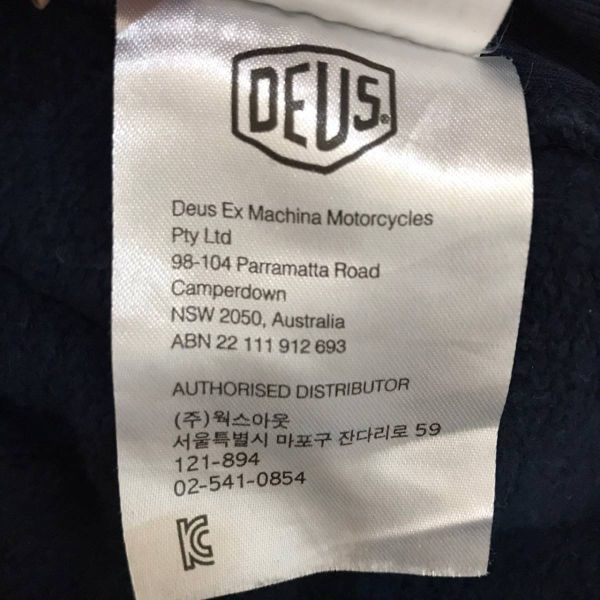 DEUS®
Deus Ex Machina Motorcycles
Pty Ltd
98-104 Parramatta Road
Camperdown
NSW 2050, Australia
ABN 22 111 912 693
AUTHORISED DISTRIBUTOR
(주)웍스아웃
서울특별시 마포구 잔다리로 59
121-894
02-541-0854
KC